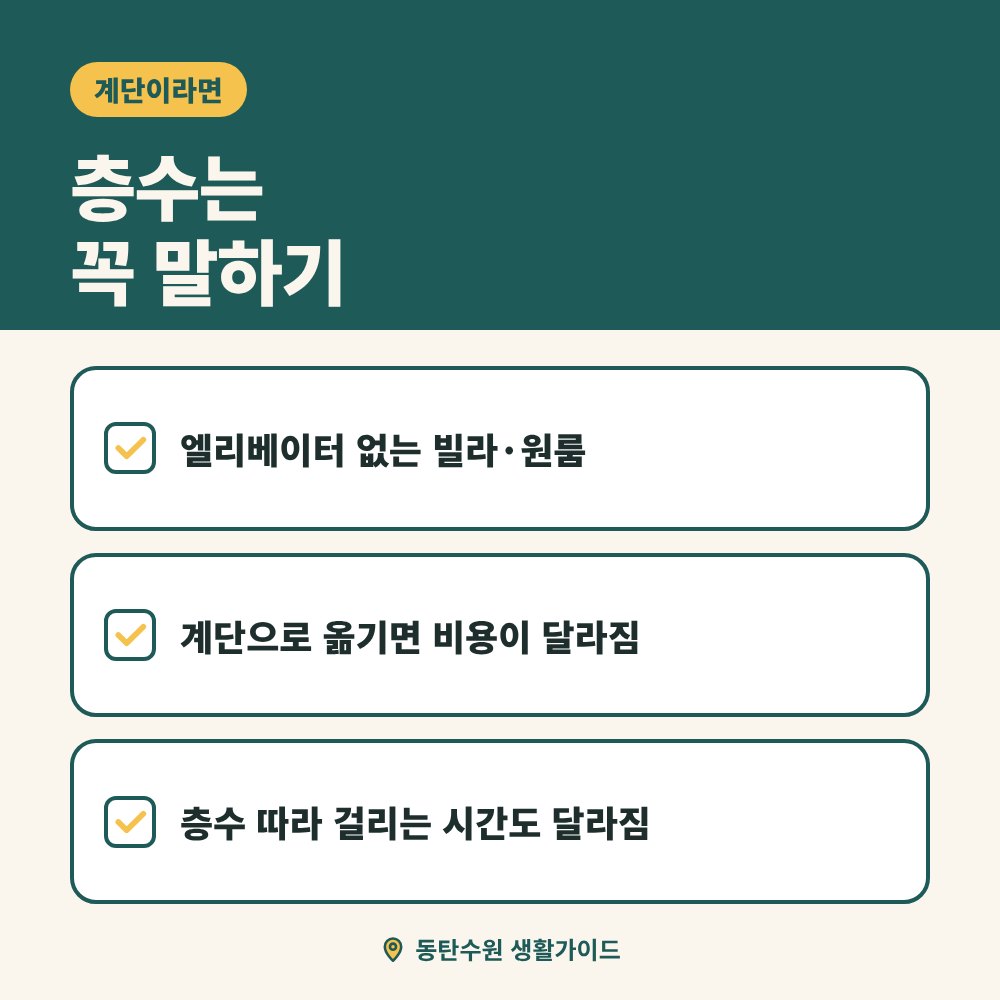 계단이라면
층수는
꼭 말하기
엘리베이터 없는 빌라·원룸
계단으로 옮기면 비용이 달라짐
층수 따라 걸리는 시간도 달라짐
동탄수원 생활가이드